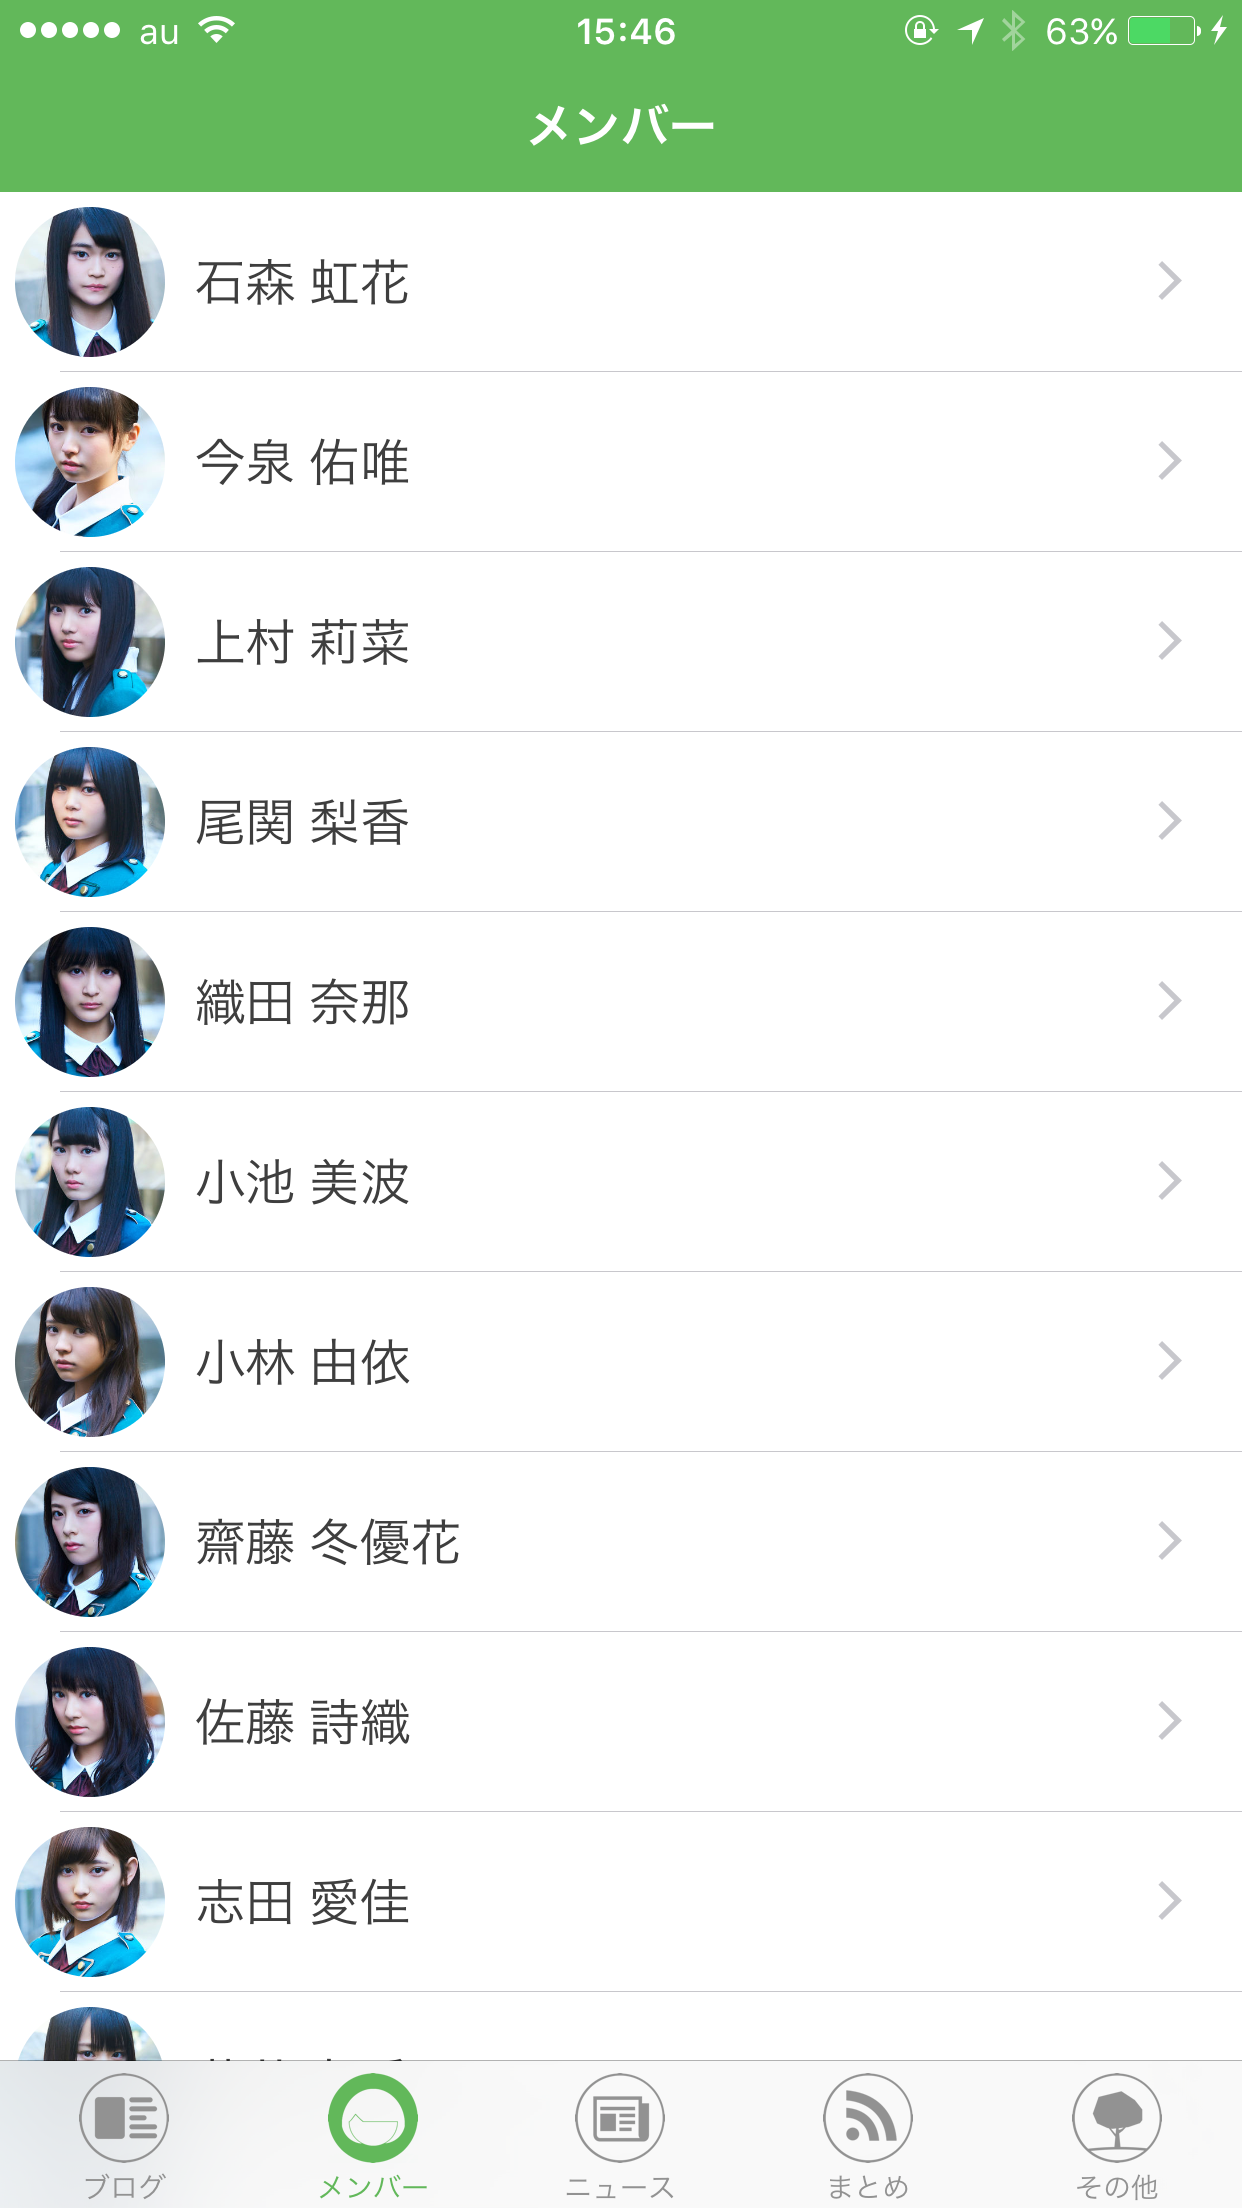 au 15:46 63%
メンバー
石森 虹花
今泉 佑唯
上村 莉菜
尾関 梨香
織田 奈那
小池 美波
小林 由依
齋藤 冬優花
佐藤 詩織
志田 愛佳
ブログ メンバー ニュース まとめ その他